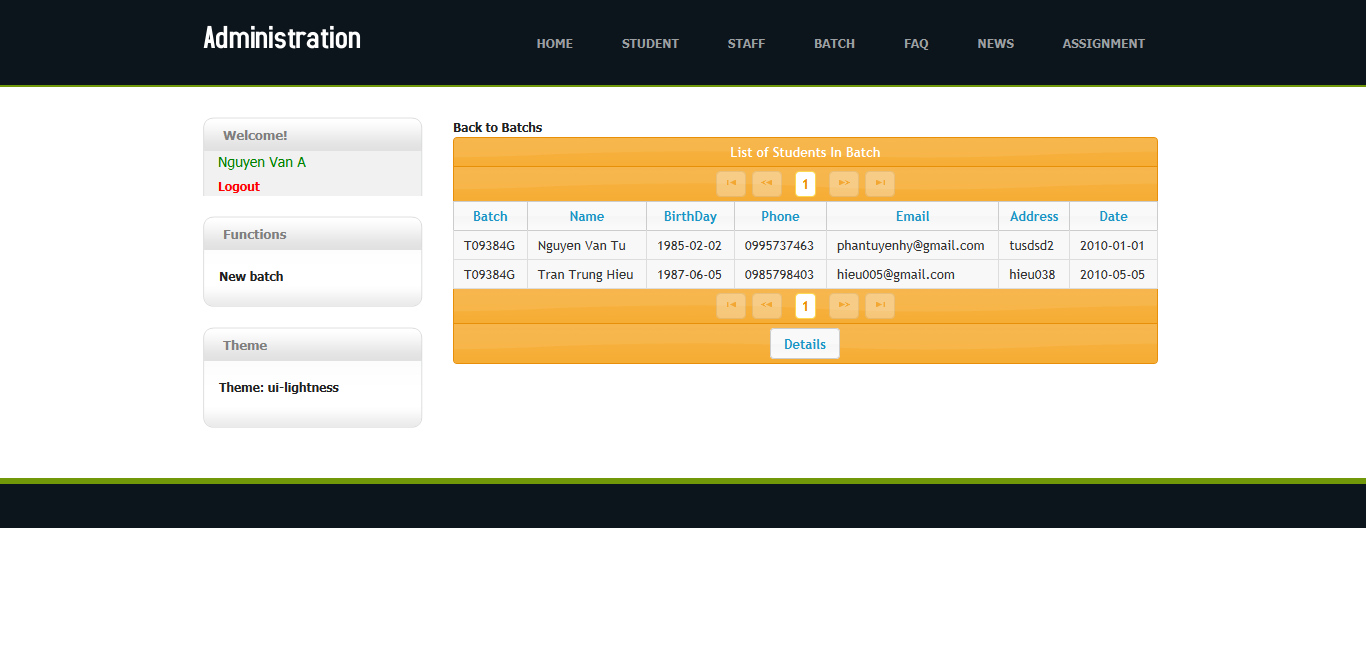 Administration
HOME STUDENT STAFF BATCH FAQ NEWS ASSIGNMENT
Welcome!
Nguyen Van A
Logout
Functions
New batch
Theme
Theme: ui-lightness
Back to Batchs
List of Students In Batch
1
Batch Name BirthDay Phone Email Address Date
T09384G Nguyen Van Tu 1985-02-02 0995737463 phantuyenhy@gmail.com tusdsd2 2010-01-01
T09384G Tran Trung Hieu 1987-06-05 0985798403 hieu005@gmail.com hieu038 2010-05-05
1
Details